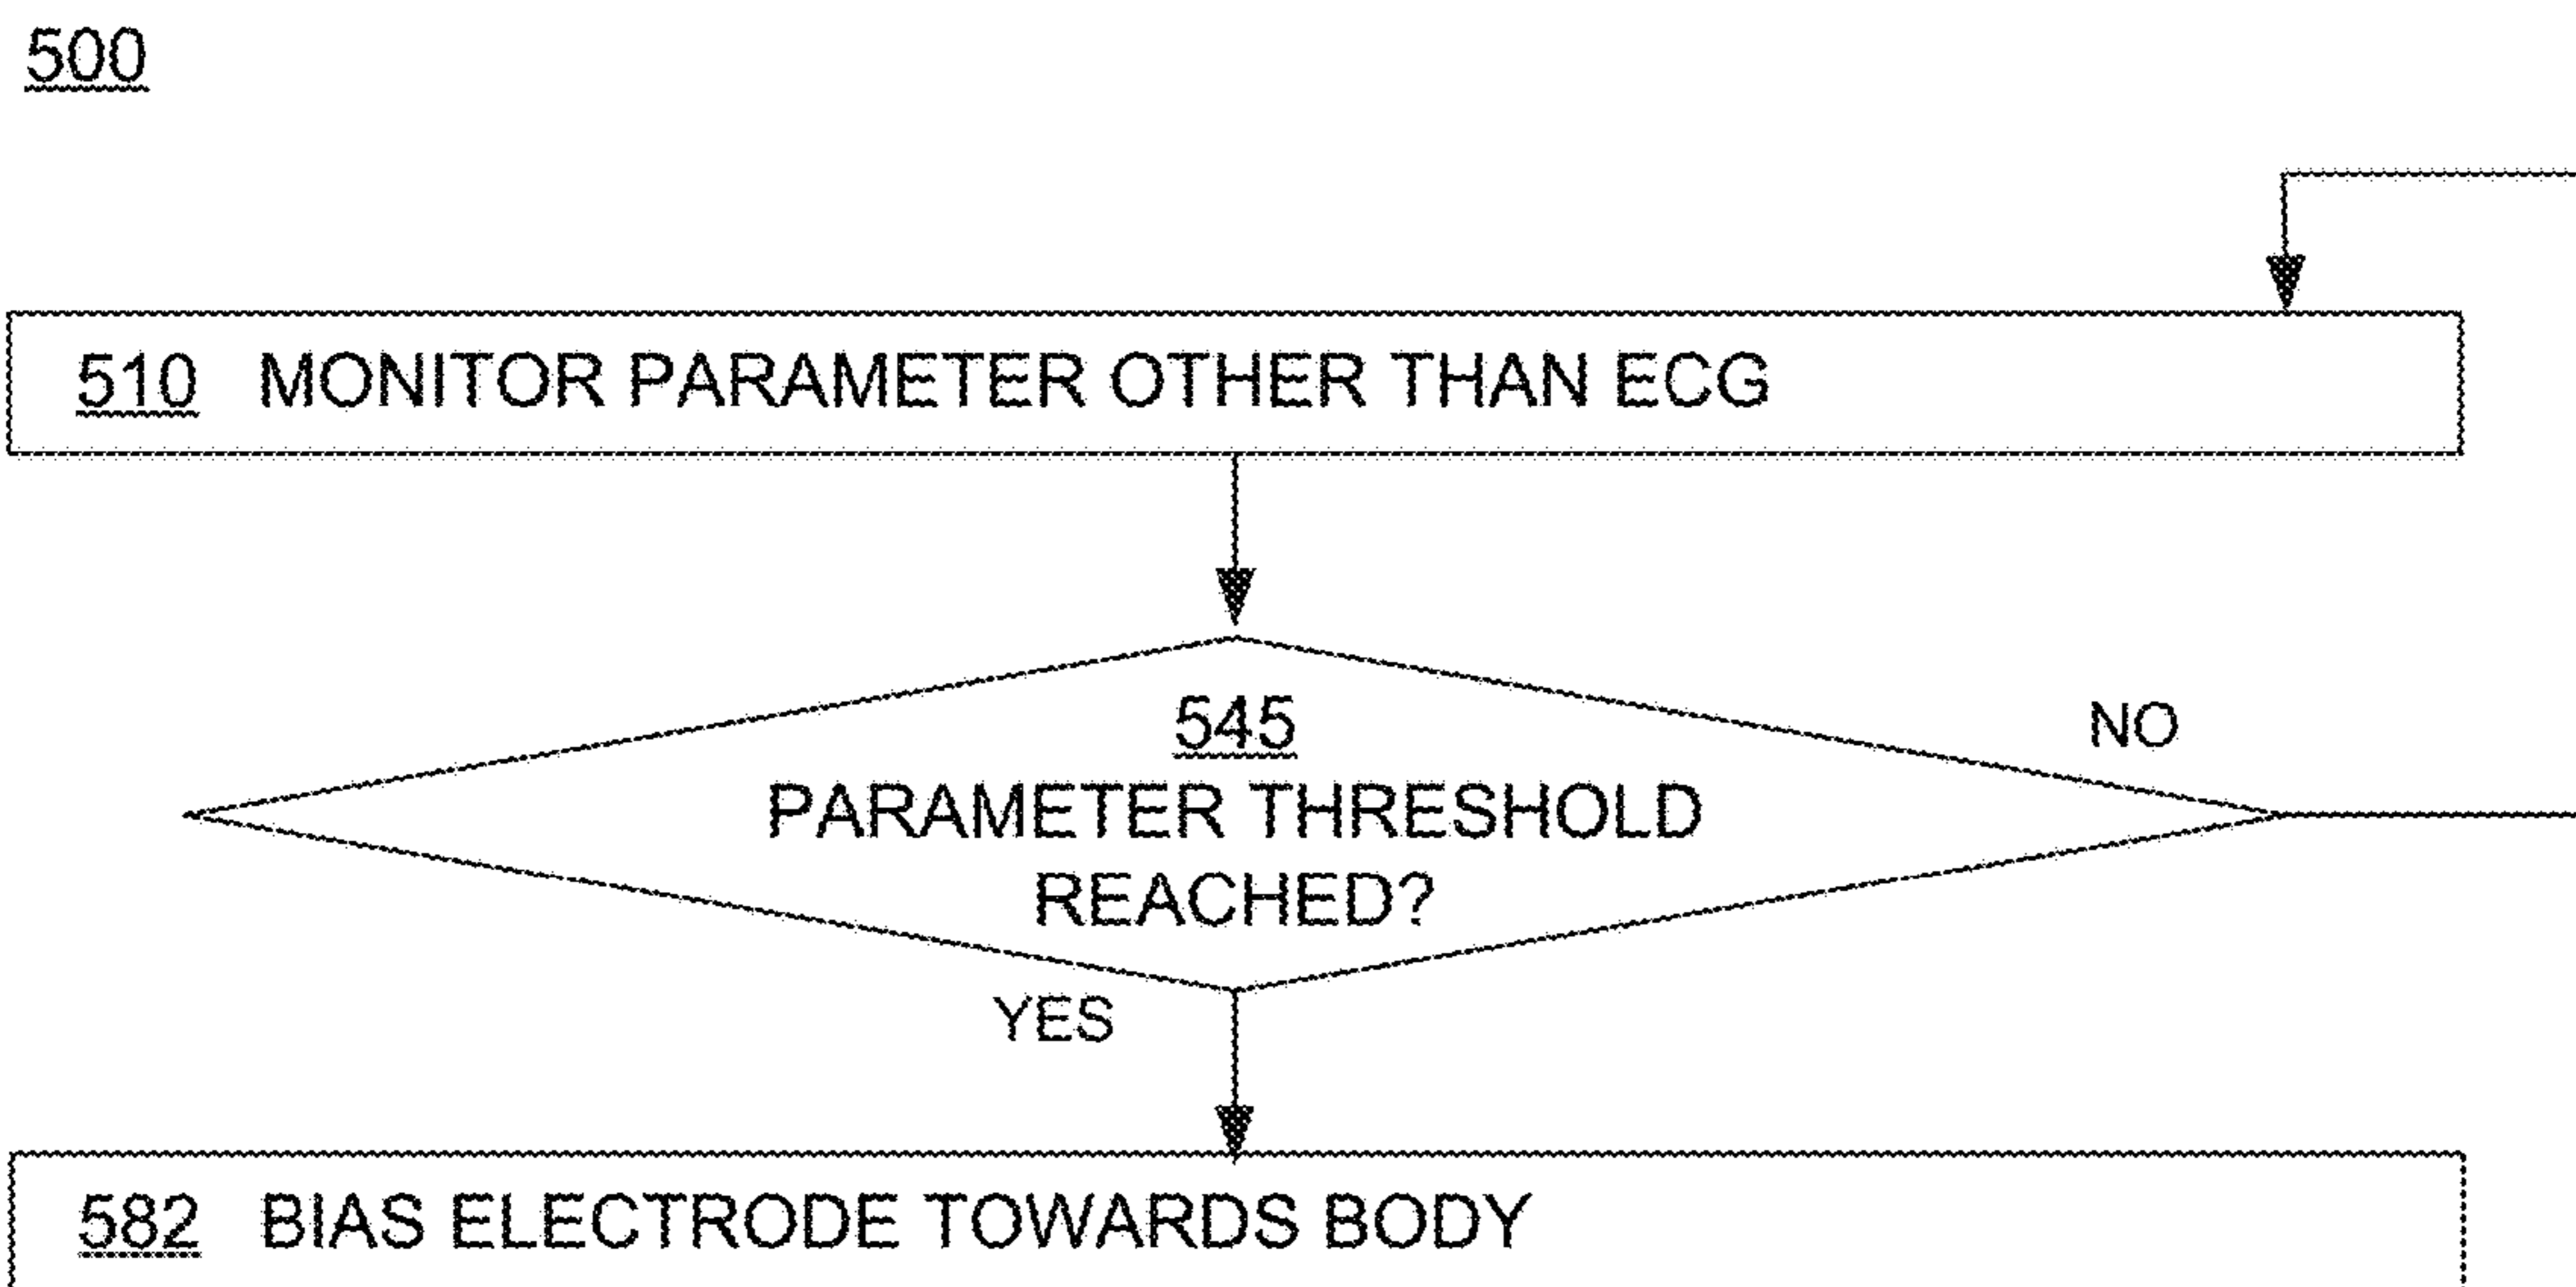 500
510 MONITOR PARAMETER OTHER THAN ECG
545
PARAMETER THRESHOLD
REACHED?
NO
YES
582 BIAS ELECTRODE TOWARDS BODY